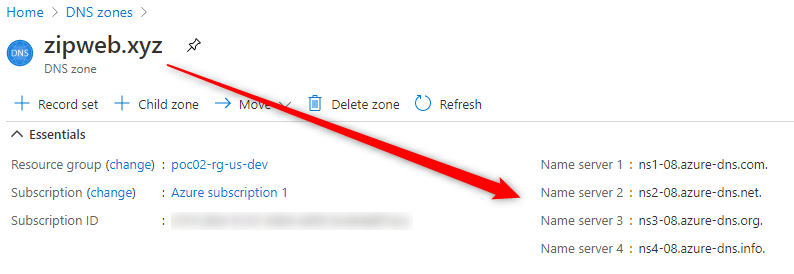 Home > DNS zones >
DNS
zipweb.xyz
DNS zone
+ Record set + Child zone → Move Delete zone Refresh
Essentials
Resource group (change) : poc02-rg-us-dev
Subscription (change) : Azure subscription 1
Subscription ID :
Name server 1 : ns1-08.azure-dns.com.
Name server 2 : ns2-08.azure-dns.net.
Name server 3 : ns3-08.azure-dns.org.
Name server 4 : ns4-08.azure-dns.info.